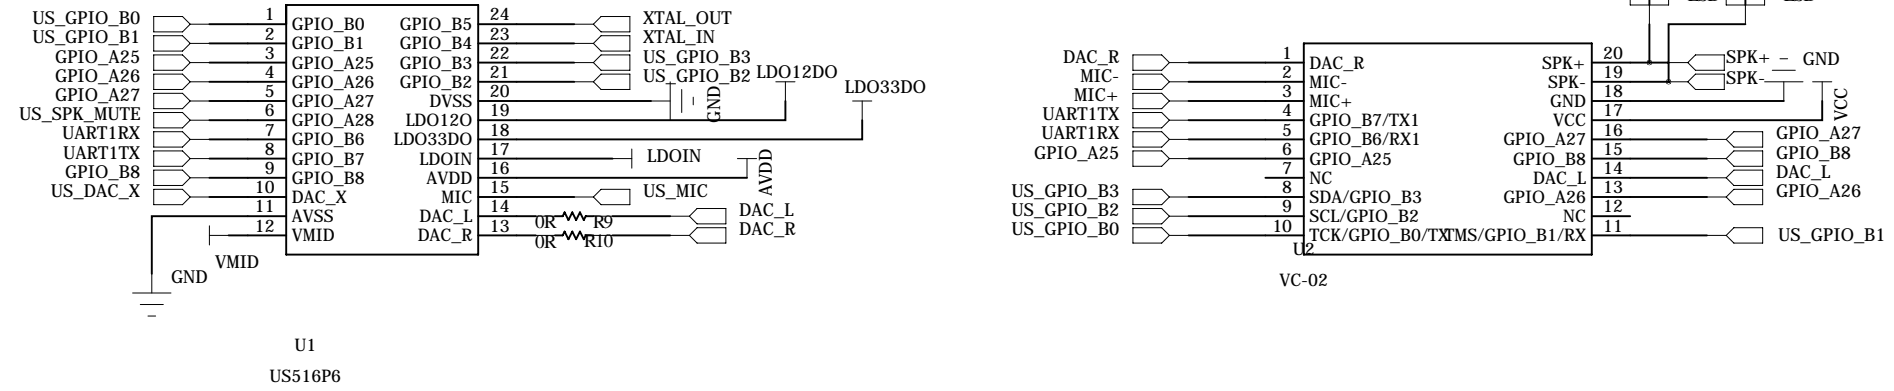 US_GPIO_B0 1 GPIO_B0 GPIO_B5 24 XTAL_OUT
US_GPIO_B1 2 GPIO_B1 GPIO_B4 23 XTAL_IN
GPIO_A25 3 GPIO_A25 GPIO_B3 22 US_GPIO_B3
GPIO_A26 4 GPIO_A26 GPIO_B2 21 US_GPIO_B2 LDO12DO
GPIO_A27 5 GPIO_A27 DVSS 20 GND LDO33DO
US_SPK_MUTE 6 GPIO_A28 LDO12O 19
UART1RX 7 GPIO_B6 LDO33DO 18
UART1TX 8 GPIO_B7 LDOIN 17 LDOIN
GPIO_B8 9 GPIO_B8 AVDD 16 AVDD
US_DAC_X 10 DAC_X MIC 15 US_MIC
11 AVSS DAC_L 14 0R R9 DAC_L
12 VMID DAC_R 13 0R R10 DAC_R
VMID
GND
U1
US516P6
DAC_R 1 DAC_R SPK+ 20 SPK+ GND
MIC- 2 MIC- SPK- 19 SPK-
MIC+ 3 MIC+ GND 18
UART1TX 4 GPIO_B7/TX1 VCC 17 VCC
UART1RX 5 GPIO_B6/RX1 GPIO_A27 16 GPIO_A27
GPIO_A25 6 GPIO_A25 GPIO_B8 15 GPIO_B8
7 NC DAC_L 14 DAC_L
US_GPIO_B3 8 SDA/GPIO_B3 GPIO_A26 13 GPIO_A26
US_GPIO_B2 9 SCL/GPIO_B2 NC 12
US_GPIO_B0 10 TCK/GPIO_B0/TX TMS/GPIO_B1/RX 11 US_GPIO_B1
U2
VC-02